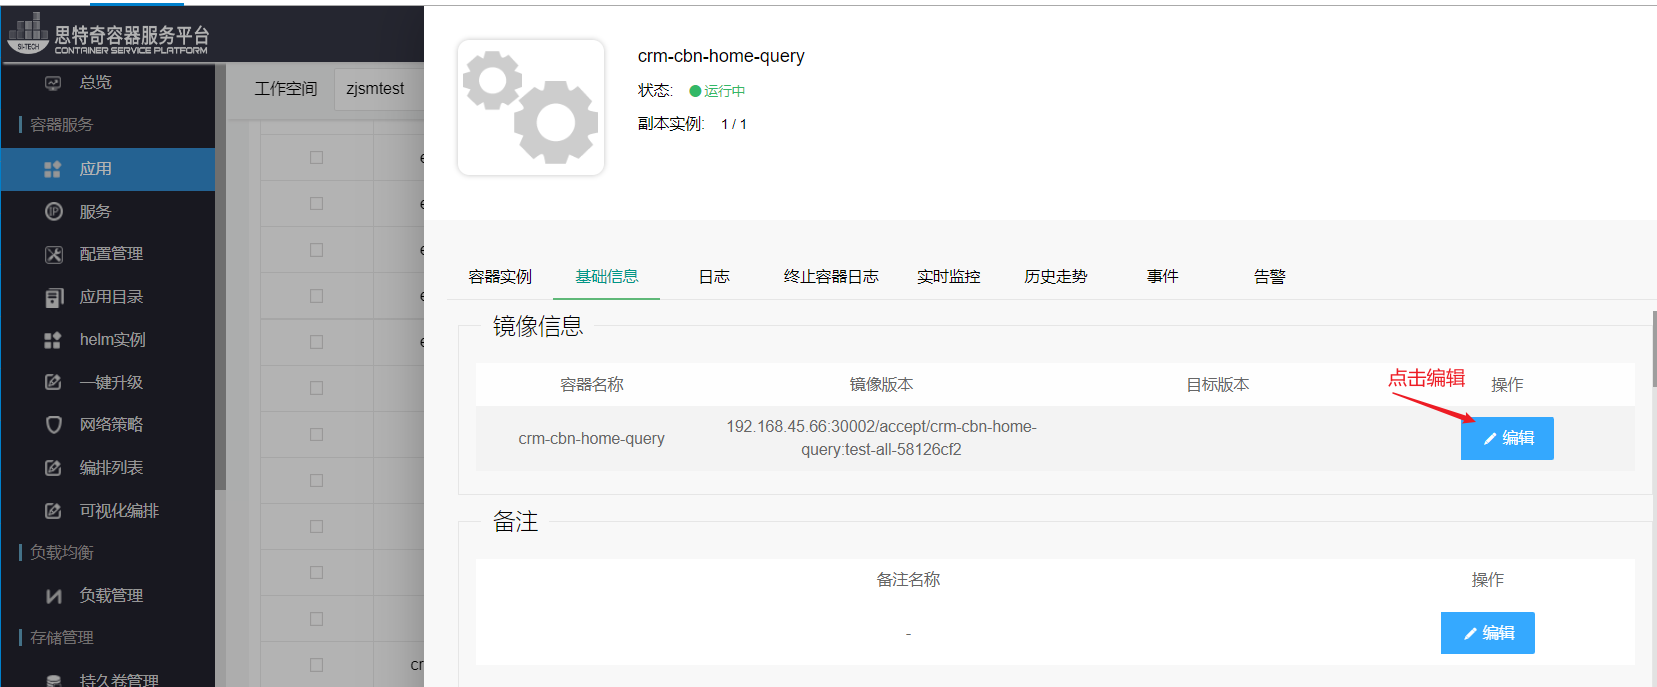 SI-TECH
思特奇容器服务平台
CONTAINER SERVICE PLATFORM
总览
容器服务
应用
服务
配置管理
应用目录
helm实例
一键升级
网络策略
编排列表
可视化编排
负载均衡
负载管理
存储管理
持久卷管理
工作空间 zjsmtest
e
e
e
e
e
cr
crm-cbn-home-query
状态: 运行中
副本实例: 1 / 1
容器实例 基础信息 日志 终止容器日志 实时监控 历史走势 事件 告警
镜像信息
容器名称 镜像版本 目标版本 操作
点击编辑
crm-cbn-home-query
192.168.45.66:30002/accept/crm-cbn-home-
query:test-all-58126cf2
编辑
备注
备注名称 操作
-
编辑